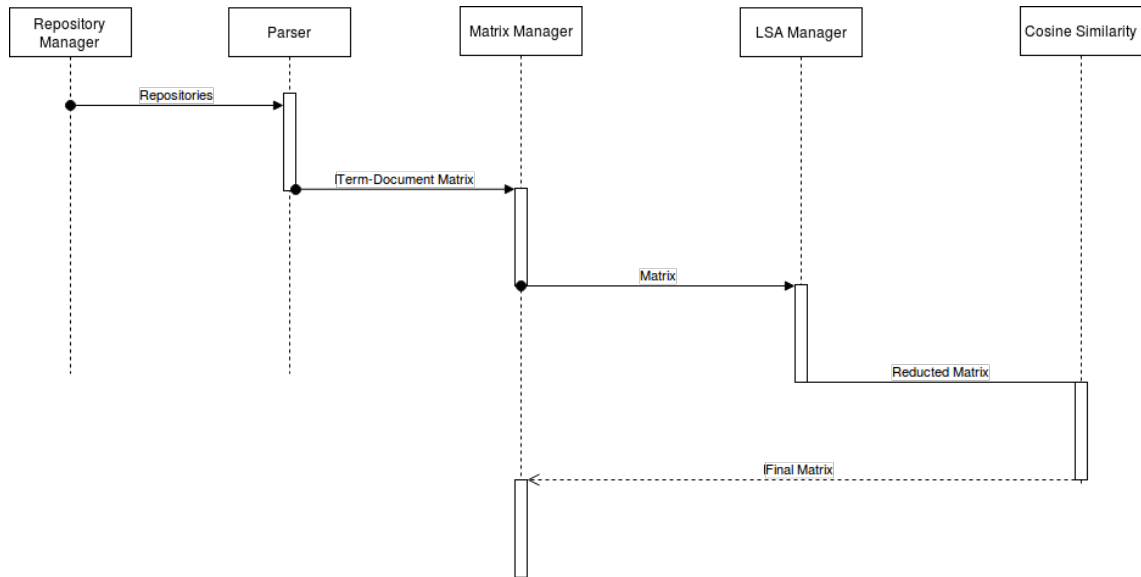 Repository
Manager
Parser
Matrix Manager
LSA Manager
Cosine Similarity
Repositories
Term-Document Matrix
Matrix
Reducted Matrix
Final Matrix